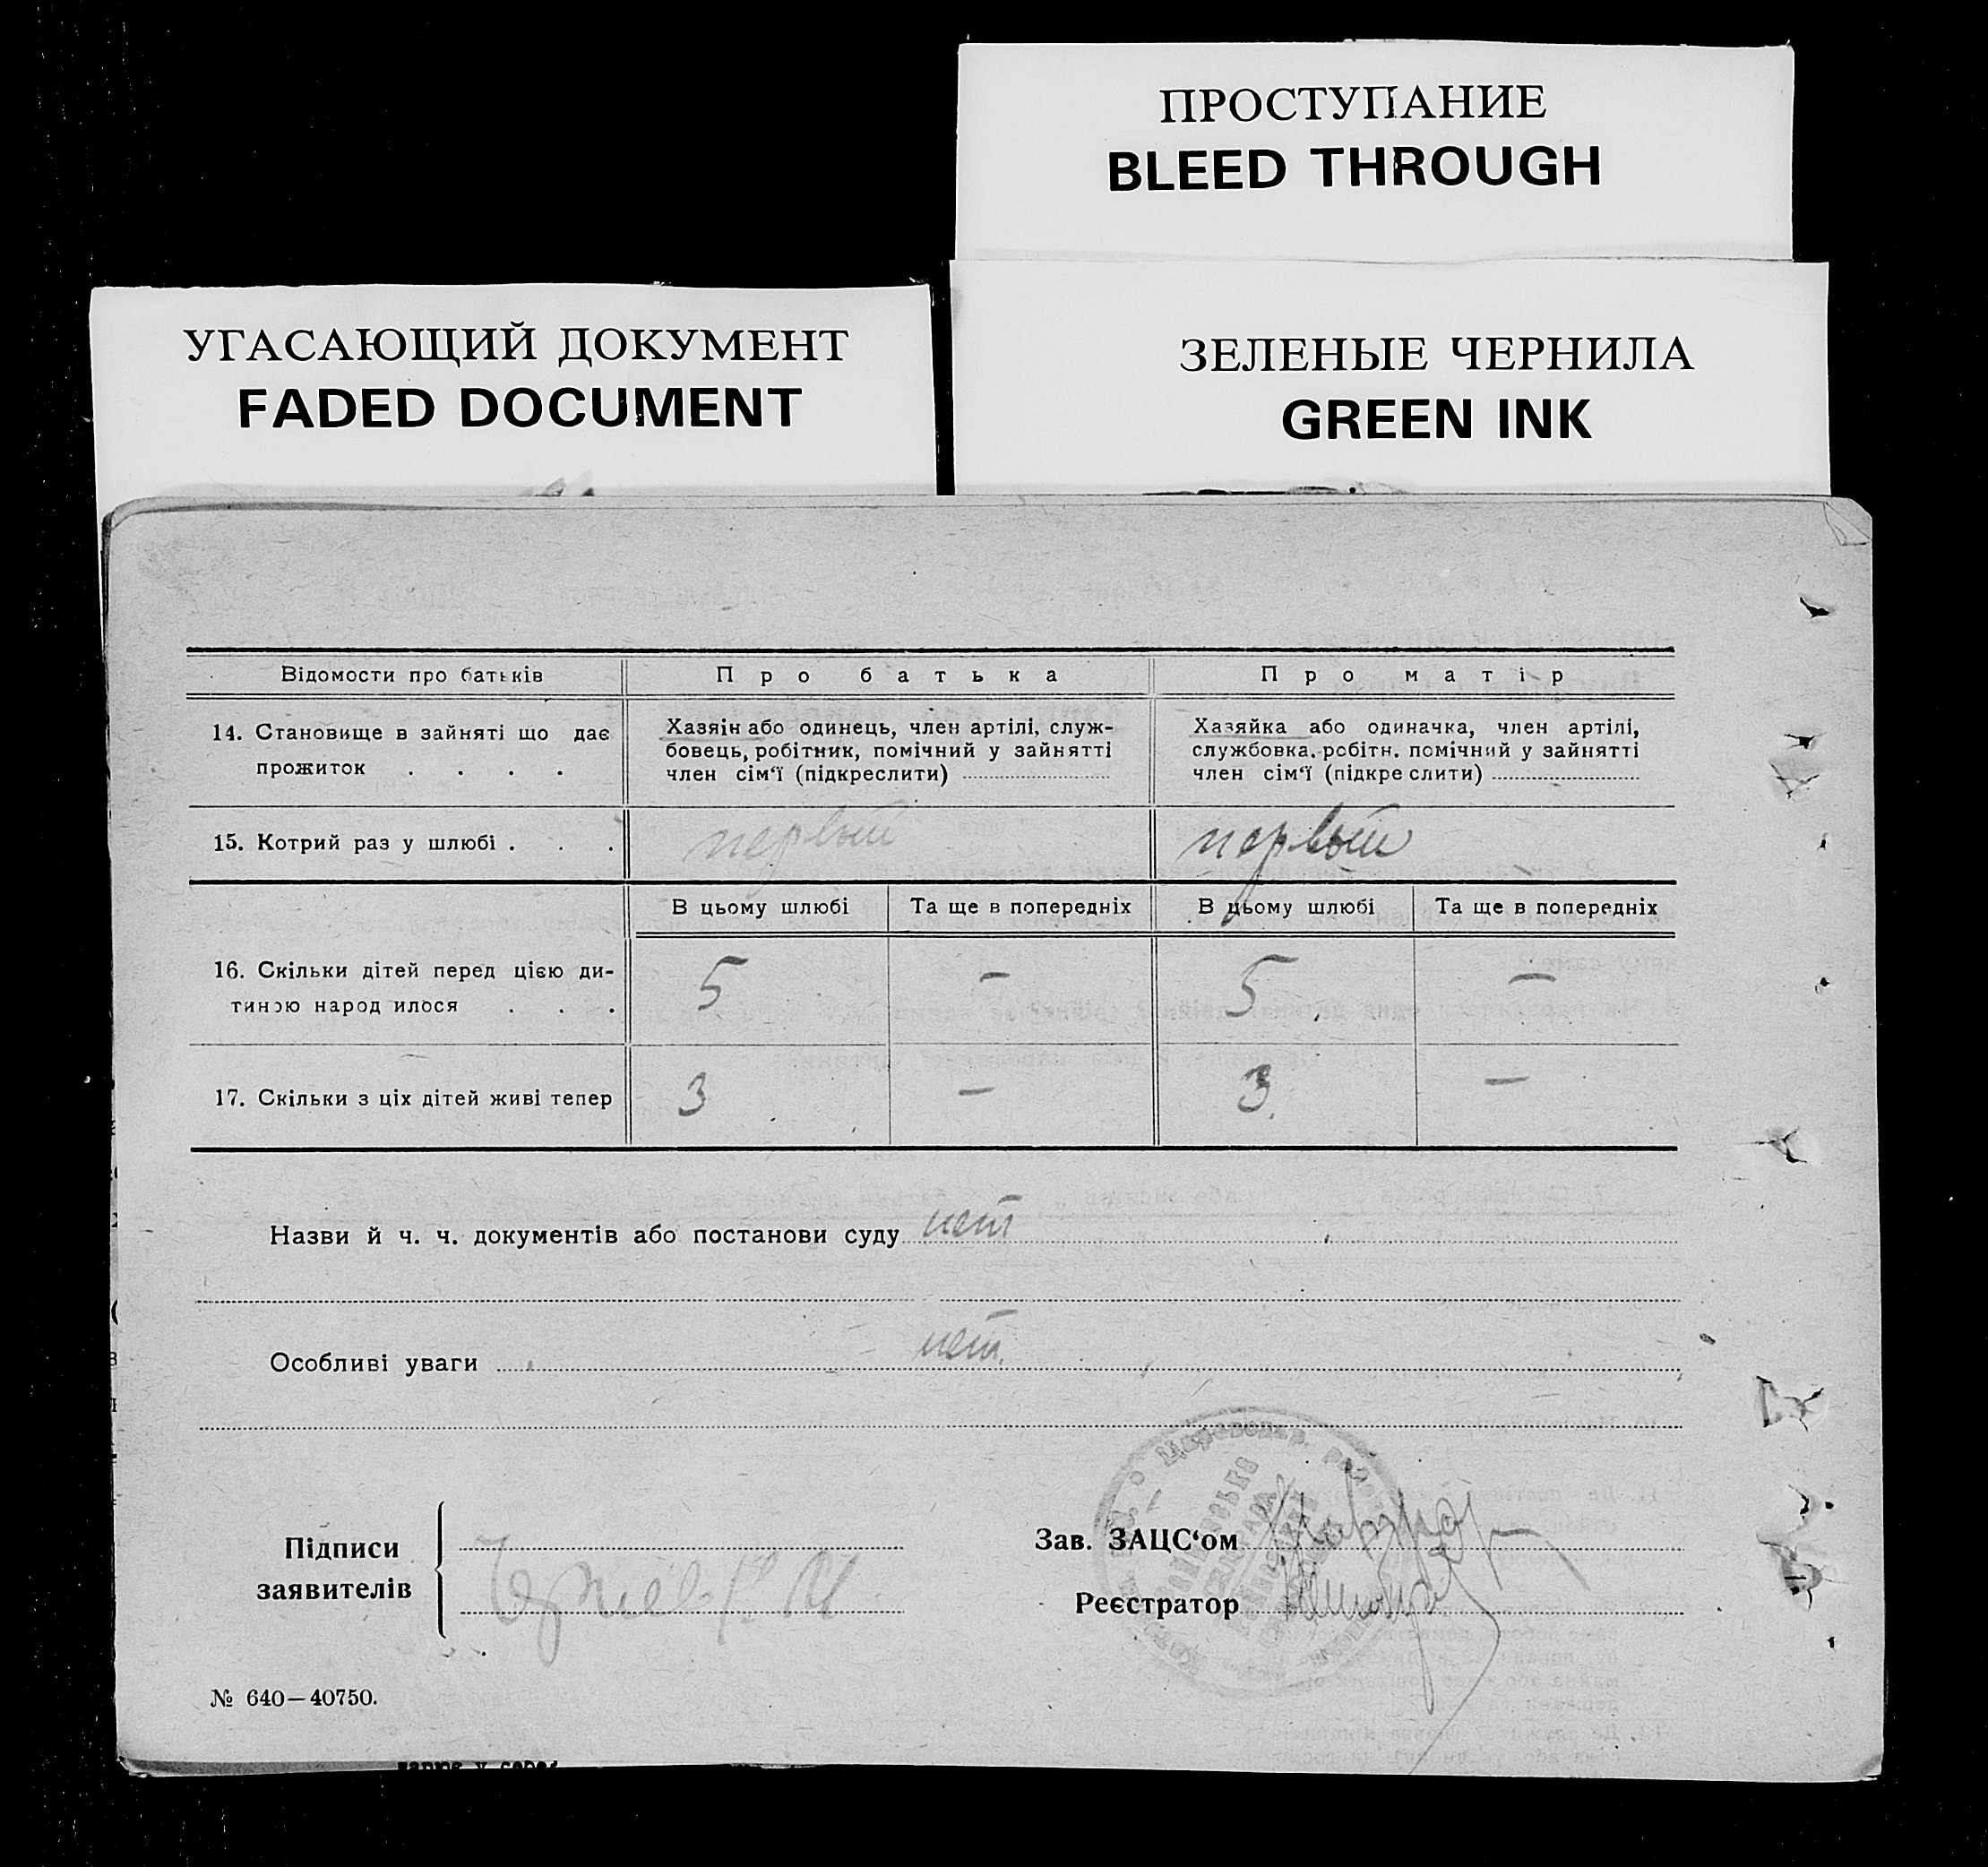 ПРОСТУПАНИЕ
BLEED THROUGH
УГАСАЮЩИЙ ДОКУМЕНТ
FADED DOCUMENT
ЗЕЛЕНЫЕ ЧЕРНИЛА
GREEN INK
Відомости про батьків
Про батька
Про матір
14. Становище в зайняті що дає
прожиток . . . .
Хазяін або одинець, член артілі, служ-
бовець, робітник, помічний у зайнятті
член сім‘ї (підкреслити)
Хазяйка або одиначка, член артілі,
службовка, робітн. помічний у зайнятті
член сім‘ї (підкреслити)
15. Котрий раз у шлюбі . . .
первый
первый
В цьому шлюбі
Та ще в попередніх
В цьому шлюбі
Та ще в попередніх
16. Скільки дітей перед цією ди-
тиною народилося . . .
5
–
5
–
17. Скільки з ціх дітей живі тепер
3
–
3
–
Назви й ч. ч. документів або постанови суду нет
Особливі уваги нет
Підписи
заявителів
Зав. ЗАЦС‘ом
Реєстратор
№ 640—40750.